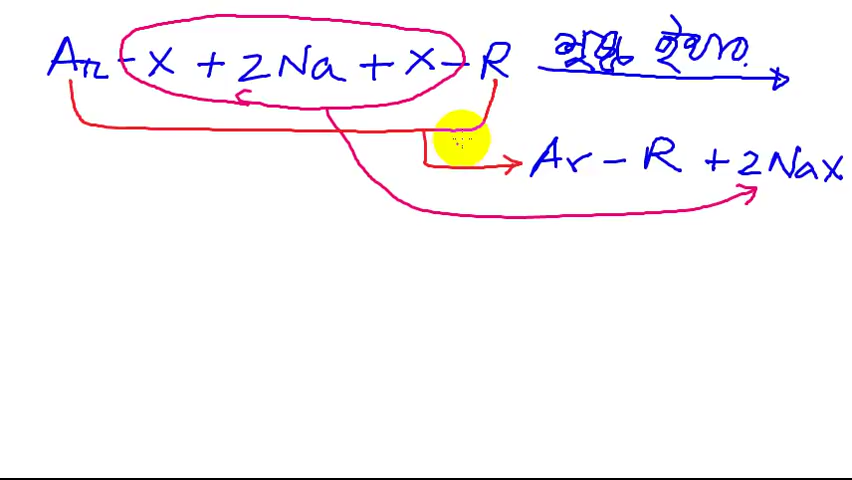 Ar - X + 2Na + X - R শুষ্ক ইথার
Ar - R + 2NaX